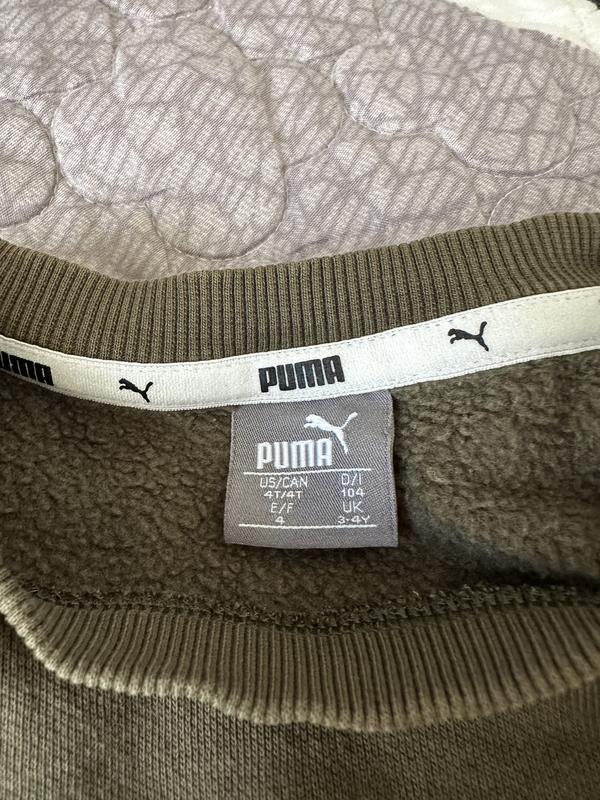 PUMA
PUMA
PUMA
US/CAN D/I
4T/4T 104
E/F UK
4 3-4Y